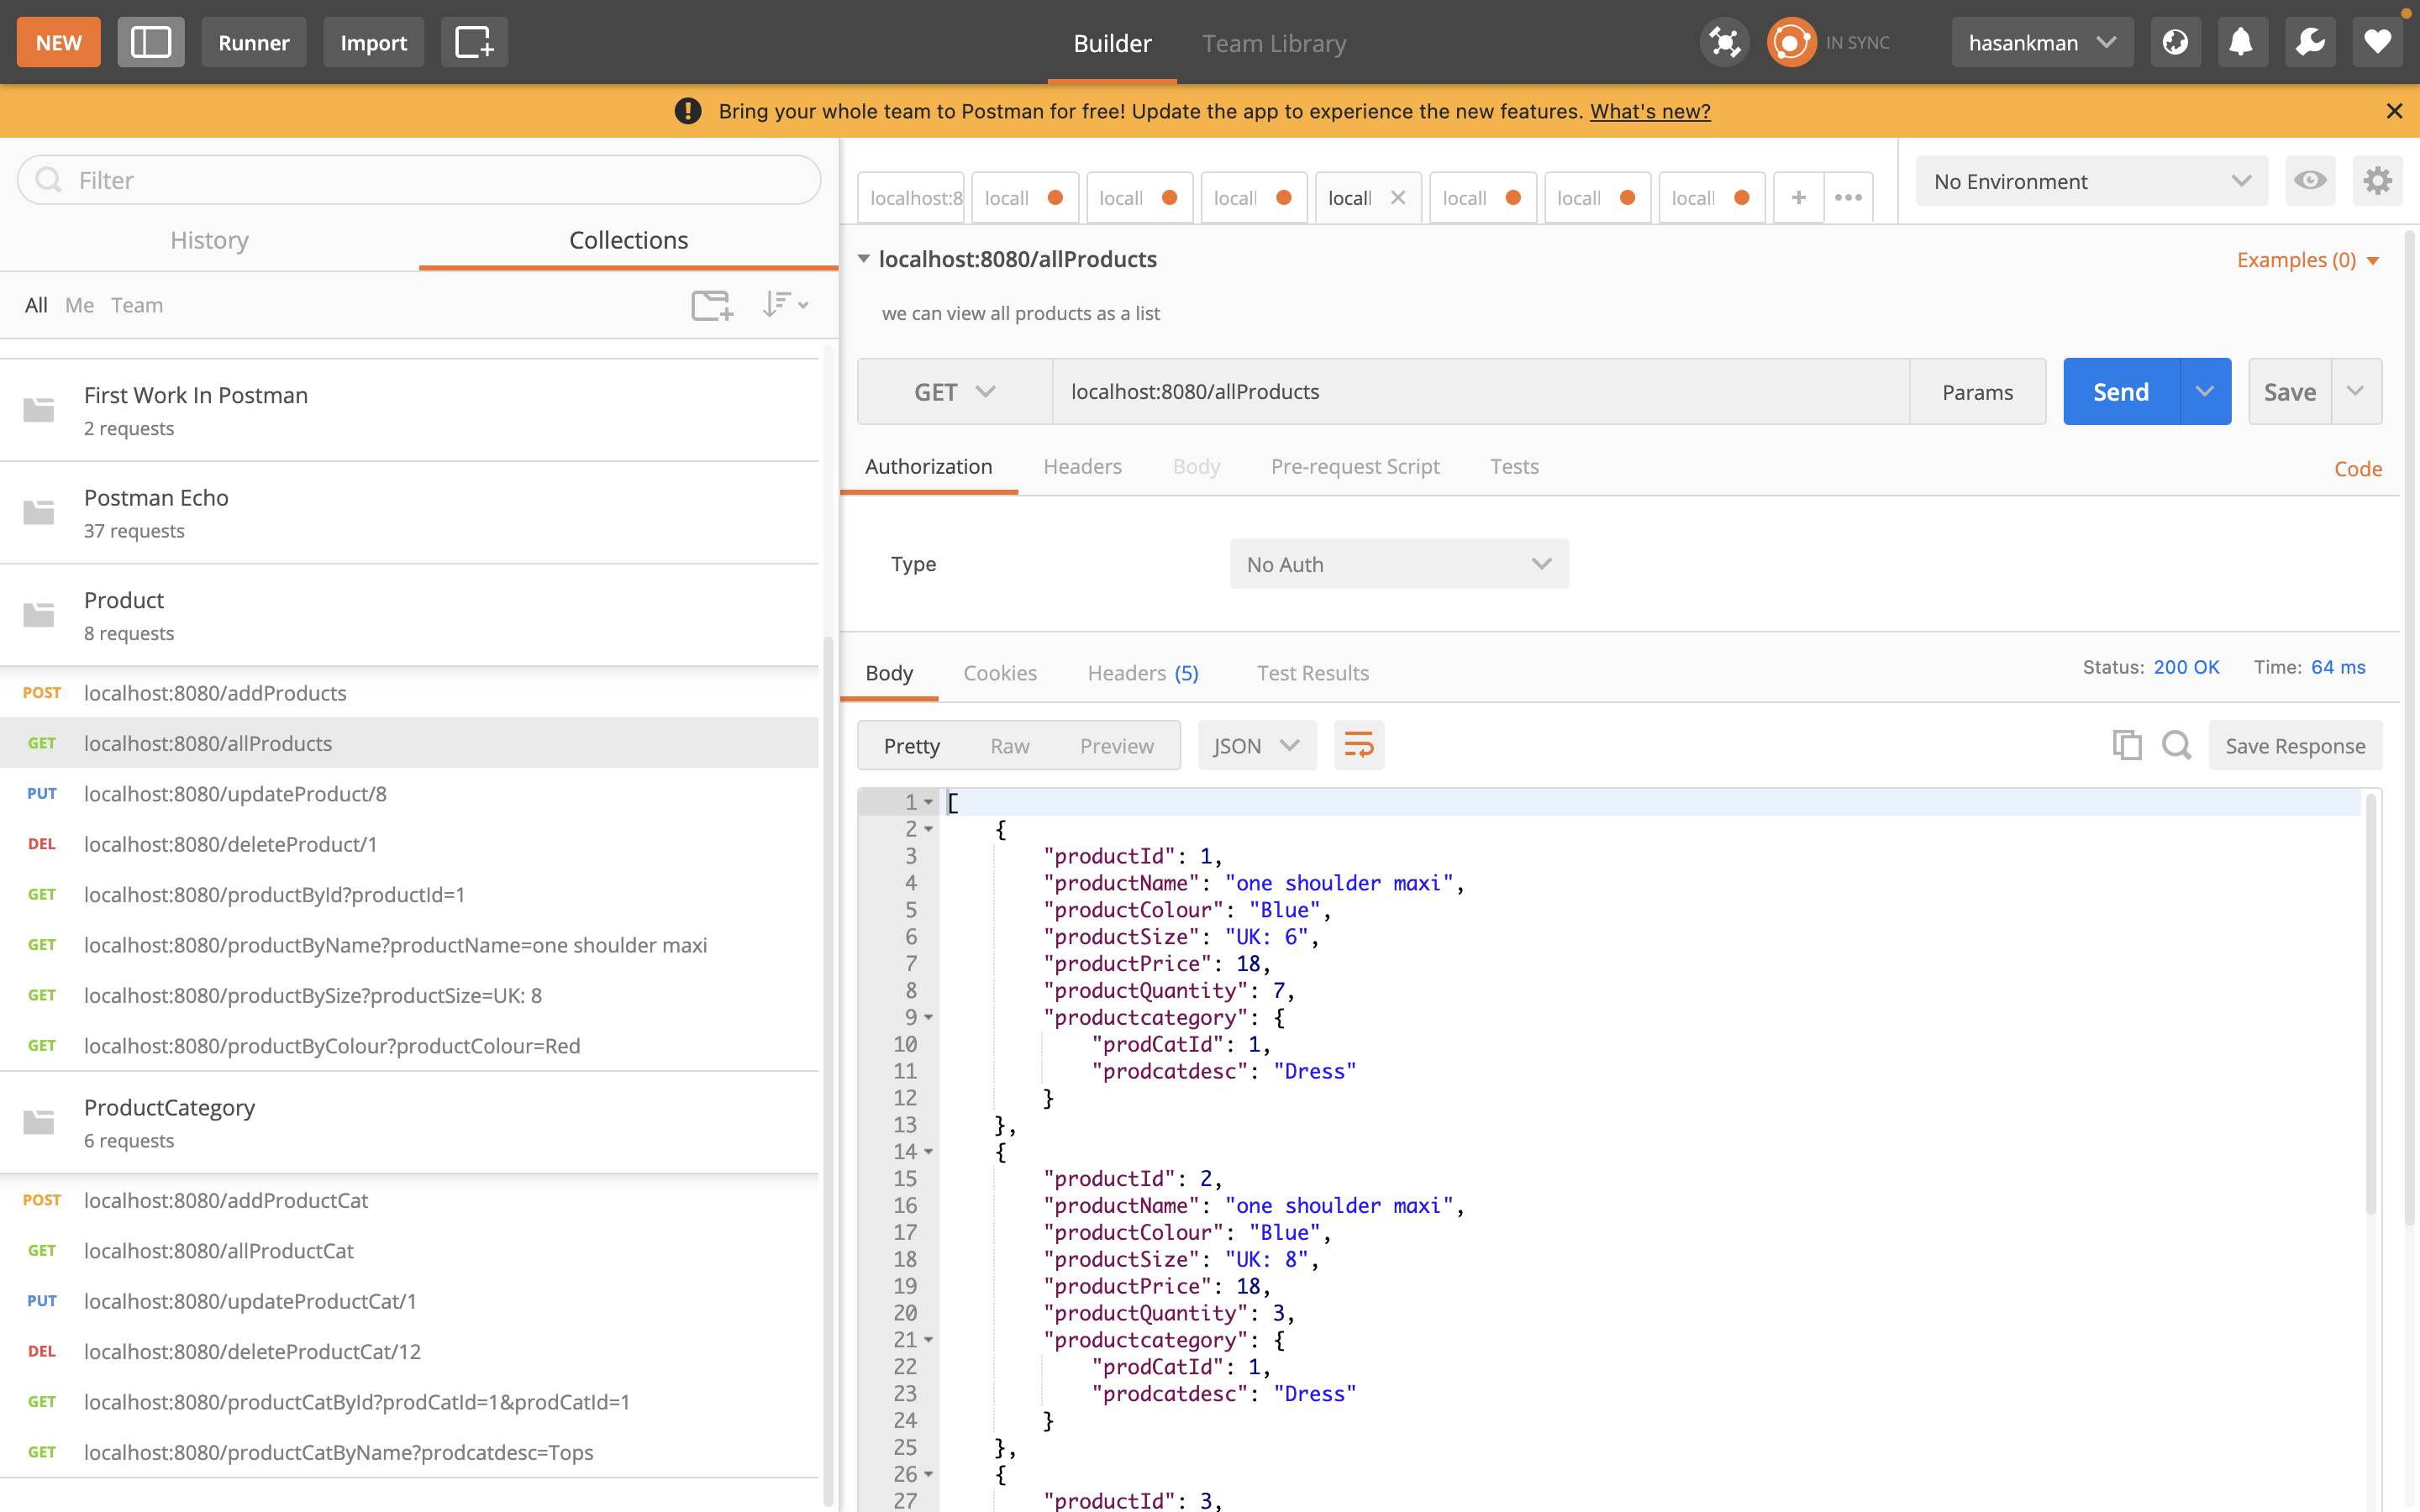 NEW
Runner
Import
Builder
Team Library
IN SYNC
hasankman
Bring your whole team to Postman for free! Update the app to experience the new features. What's new?
Filter
History
Collections
All
Me
Team
First Work In Postman
2 requests
Postman Echo
37 requests
Product
8 requests
POST localhost:8080/addProducts
GET localhost:8080/allProducts
PUT localhost:8080/updateProduct/8
DEL localhost:8080/deleteProduct/1
GET localhost:8080/productById?productId=1
GET localhost:8080/productByName?productName=one shoulder maxi
GET localhost:8080/productBySize?productSize=UK: 8
GET localhost:8080/productByColour?productColour=Red
ProductCategory
6 requests
POST localhost:8080/addProductCat
GET localhost:8080/allProductCat
PUT localhost:8080/updateProductCat/1
DEL localhost:8080/deleteProductCat/12
GET localhost:8080/productCatById?prodCatId=1&prodCatId=1
GET localhost:8080/productCatByName?prodcatdesc=Tops
localhost:8
locall
locall
locall
locall
locall
locall
locall
No Environment
localhost:8080/allProducts
Examples (0)
we can view all products as a list
GET
localhost:8080/allProducts
Params
Send
Save
Authorization
Headers
Body
Pre-request Script
Tests
Code
Type
No Auth
Body
Cookies
Headers (5)
Test Results
Status: 200 OK
Time: 64 ms
Pretty
Raw
Preview
JSON
Save Response
1 [
2 {
3 "productId": 1,
4 "productName": "one shoulder maxi",
5 "productColour": "Blue",
6 "productSize": "UK: 6",
7 "productPrice": 18,
8 "productQuantity": 7,
9 "productcategory": {
10 "prodCatId": 1,
11 "prodcatdesc": "Dress"
12 }
13 },
14 {
15 "productId": 2,
16 "productName": "one shoulder maxi",
17 "productColour": "Blue",
18 "productSize": "UK: 8",
19 "productPrice": 18,
20 "productQuantity": 3,
21 "productcategory": {
22 "prodCatId": 1,
23 "prodcatdesc": "Dress"
24 }
25 },
26 {
27 "productId": 3,